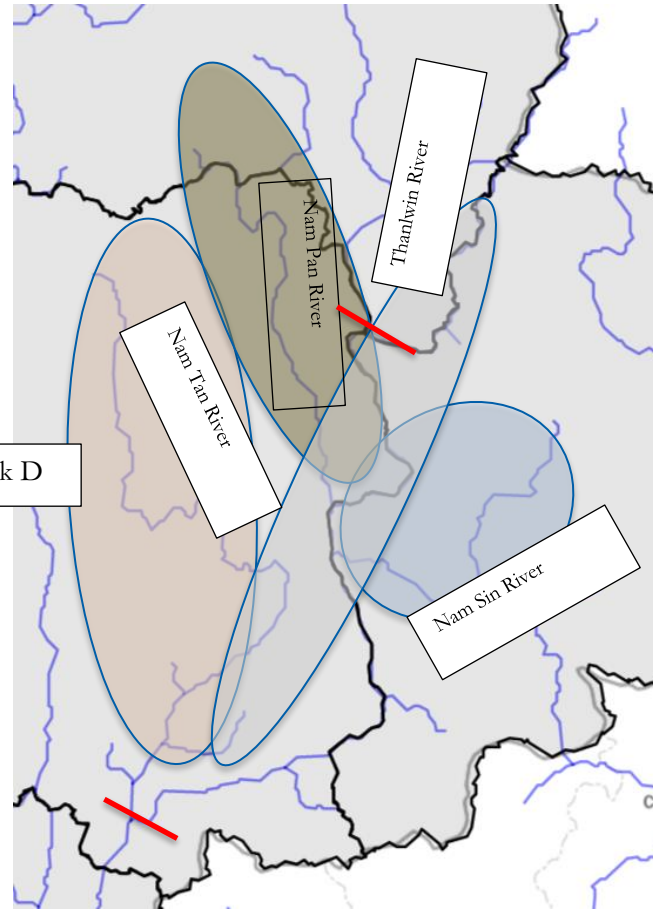 Thanlwin River
Nam Pan River
Nam Tan River
k D
Nam Sin River
c